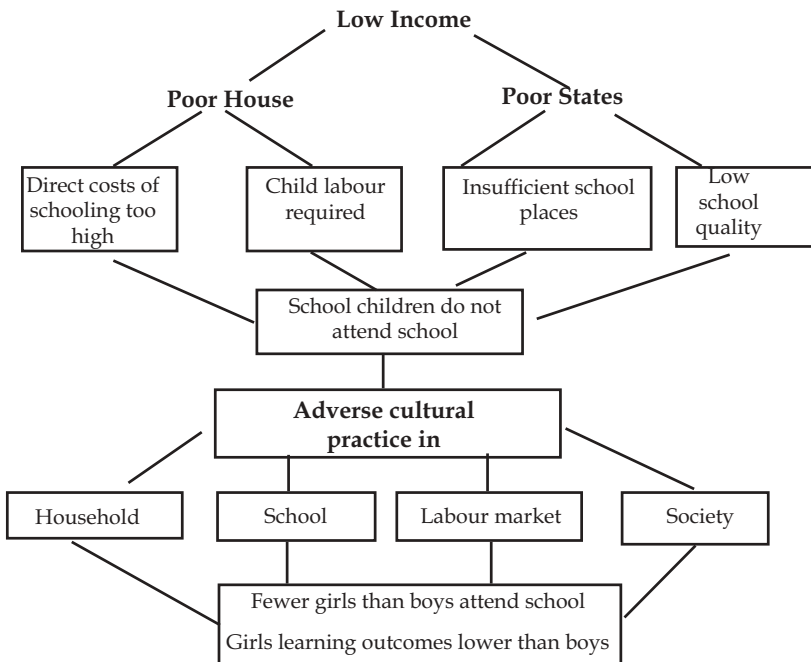 Low Income
Poor House
Poor States
Direct costs of
schooling too
high
Child labour
required
Insufficient school
places
Low
school
quality
School children do not
attend school
Adverse cultural
practice in
Household
School
Labour market
Society
Fewer girls than boys attend school
Girls learning outcomes lower than boys